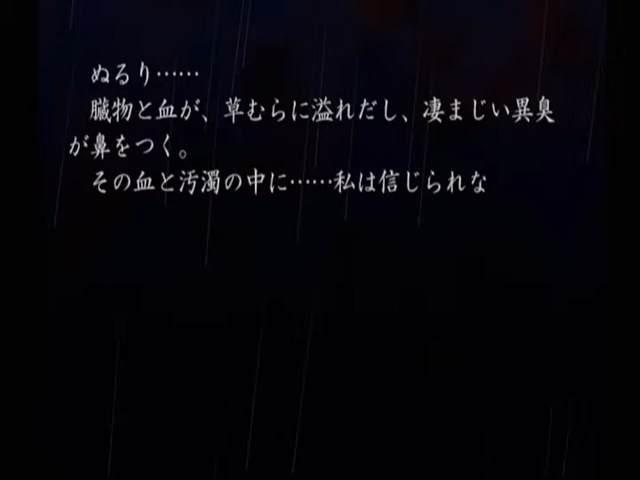 ぬるり……
臓物と血が、草むらに溢れだし、凄まじい異臭
が鼻をつく。
その血と汚濁の中に……私は信じられな